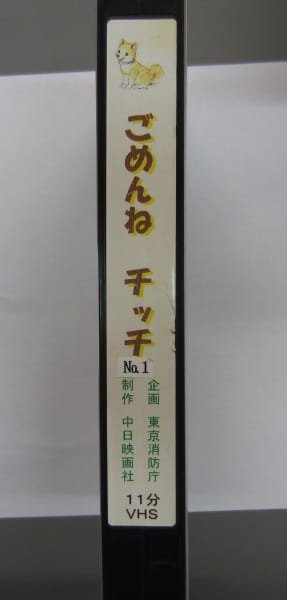 ごめんね チッチ
No.1
企画 東京消防庁
制作 中日映画社
11分
VHS